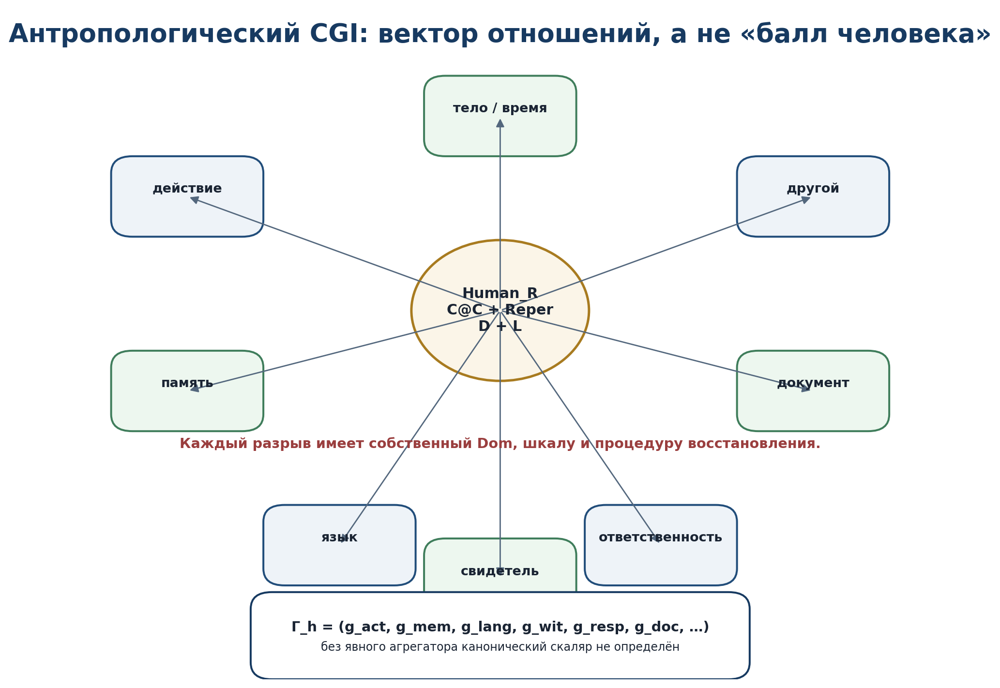 Антропологический CGI: вектор отношений, а не «балл человека»
тело / время
действие
другой
Human_R
C@C + Reper
D + L
память
документ
Каждый разрыв имеет собственный Dom, шкалу и процедуру восстановления.
язык
ответственность
свидетель
Γ_h = (g_act, g_mem, g_lang, g_wit, g_resp, g_doc, …)
без явного агрегатора канонический скаляр не определён